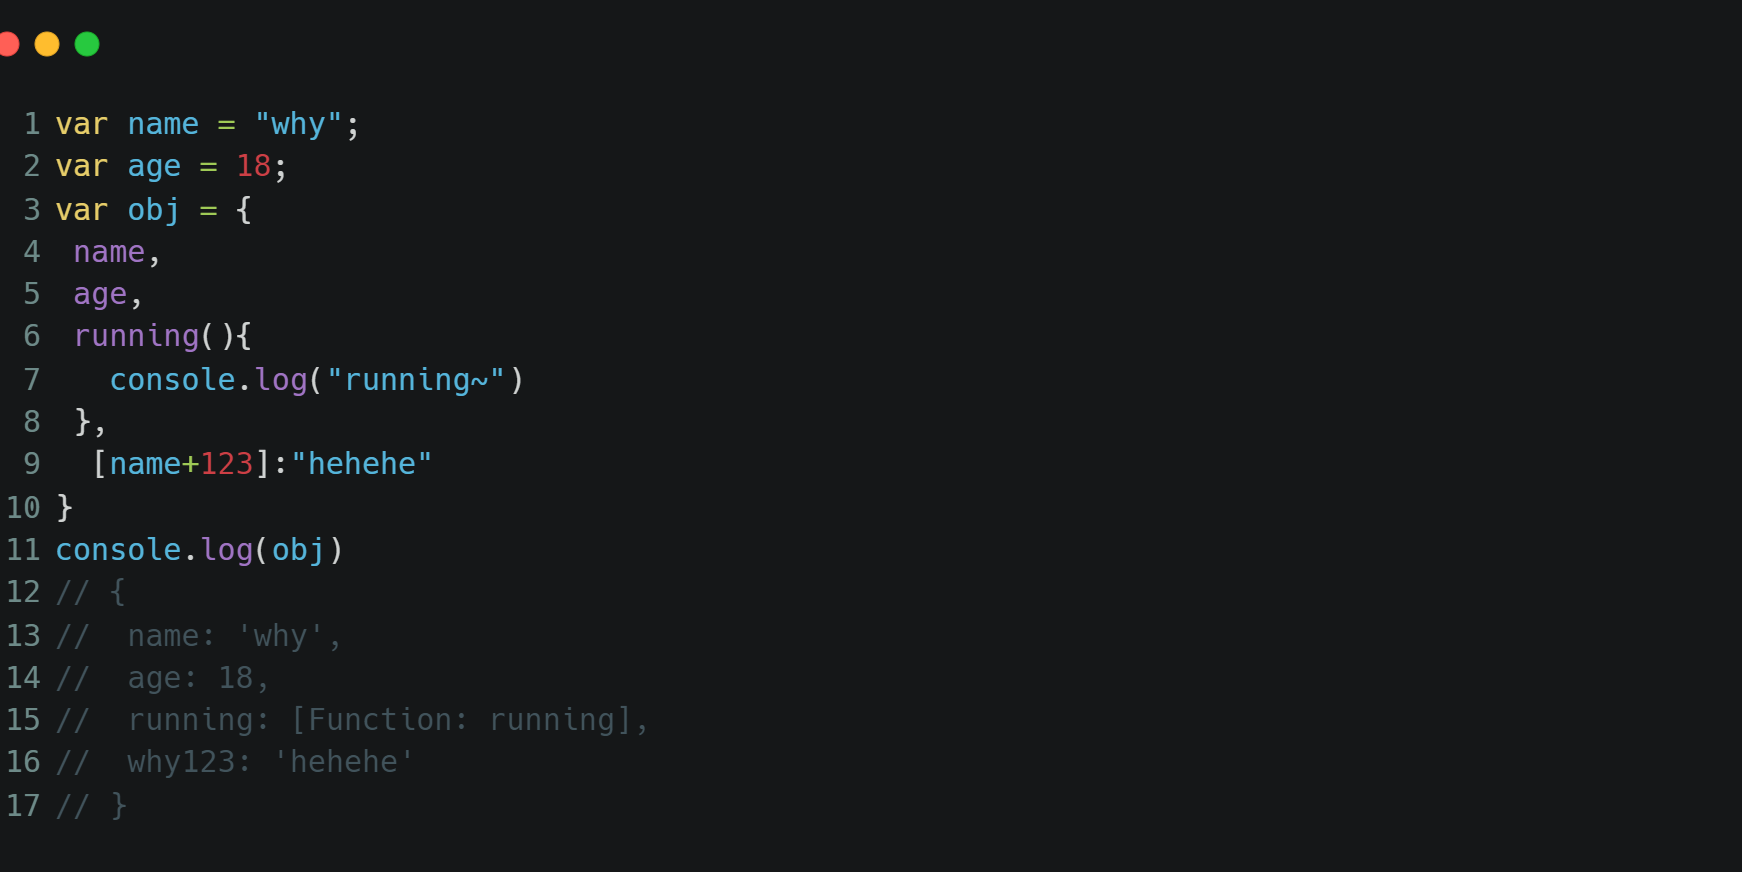 1 var name = "why";
2 var age = 18;
3 var obj = {
4  name,
5  age,
6  running(){
7    console.log("running~")
8  },
9   [name+123]:"hehehe"
10 }
11 console.log(obj)
12 // {
13 //  name: 'why',
14 //  age: 18,
15 //  running: [Function: running],
16 //  why123: 'hehehe'
17 // }